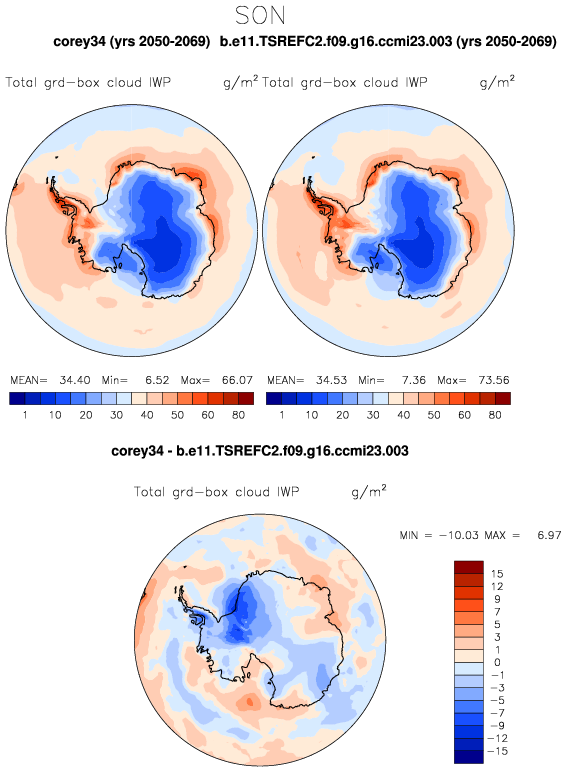 SON
corey34 (yrs 2050-2069) b.e11.TSREFC2.f09.g16.ccmi23.003 (yrs 2050-2069)
Total grd-box cloud IWP g/m² Total grd-box cloud IWP g/m²
MEAN= 34.40 Min= 6.52 Max= 66.07 MEAN= 34.53 Min= 7.36 Max= 73.56
1 10 20 30 40 50 60 80 1 10 20 30 40 50 60 80
corey34 - b.e11.TSREFC2.f09.g16.ccmi23.003
Total grd-box cloud IWP g/m²
MIN = -10.03 MAX = 6.97
15
12
9
7
5
3
1
0
-1
-3
-5
-7
-9
-12
-15